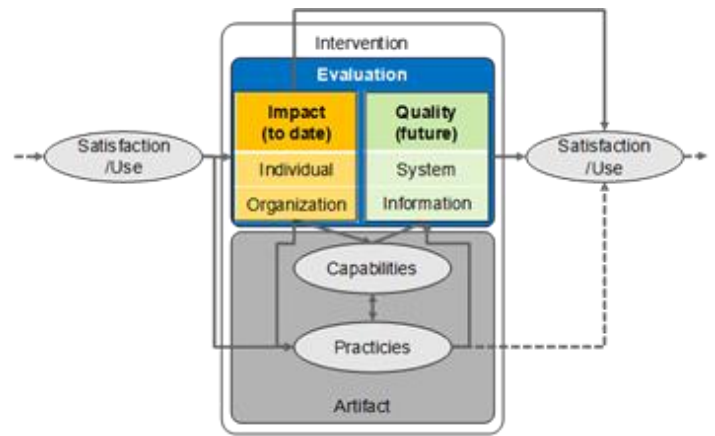 Intervention
Evaluation
Impact
(to date)
Quality
(future)
Satisfaction
/Use
Individual
System
Satisfaction
/Use
Organization
Information
Capabilities
Practicies
Artifact